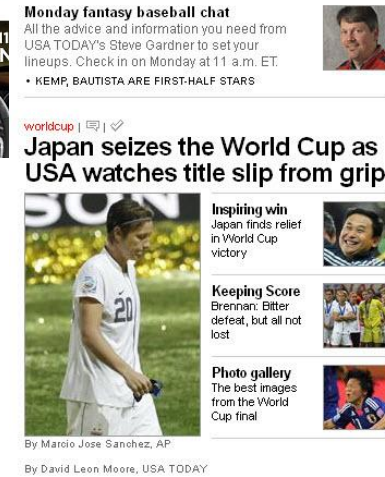 Monday fantasy baseball chat
All the advice and information you need from
USA TODAY's Steve Gardner to set your
lineups. Check in on Monday at 11 a.m. ET.
• KEMP, BAUTISTA ARE FIRST-HALF STARS
worldcup | |
Japan seizes the World Cup as
USA watches title slip from grip
Inspiring win
Japan finds relief
in World Cup
victory
Keeping Score
Brennan: Bitter
defeat, but all not
lost
Photo gallery
The best images
from the World
Cup final
20
By Marcio Jose Sanchez, AP
By David Leon Moore, USA TODAY